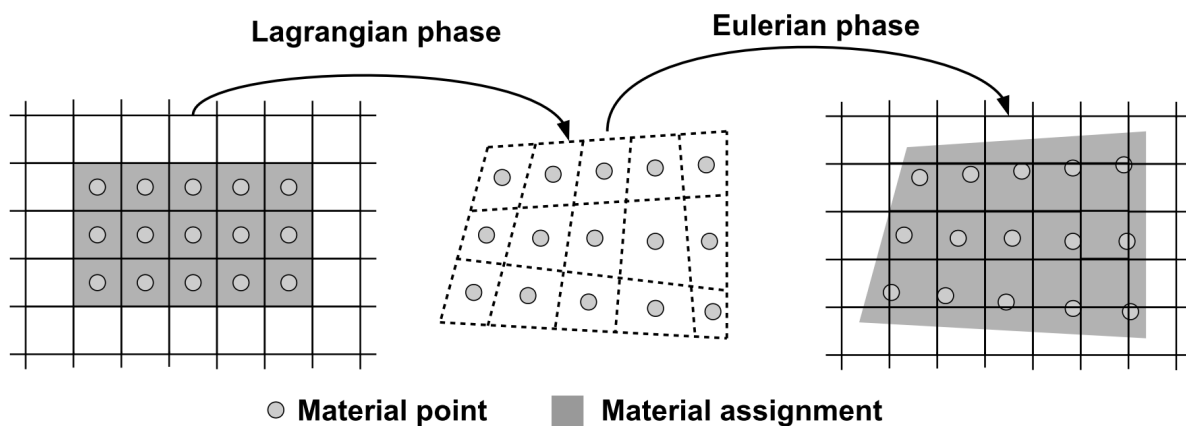 Lagrangian phase
Eulerian phase
Material point
Material assignment